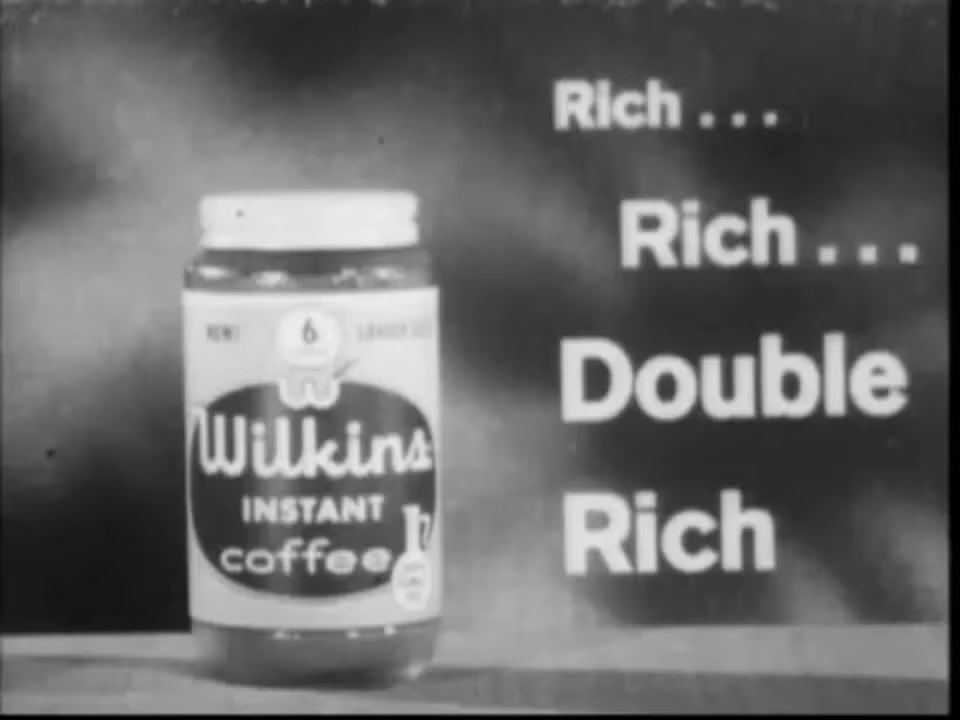 Rich . . .
Rich . . .
Double
Rich
NEW!
6
Wilkins
INSTANT
coffee